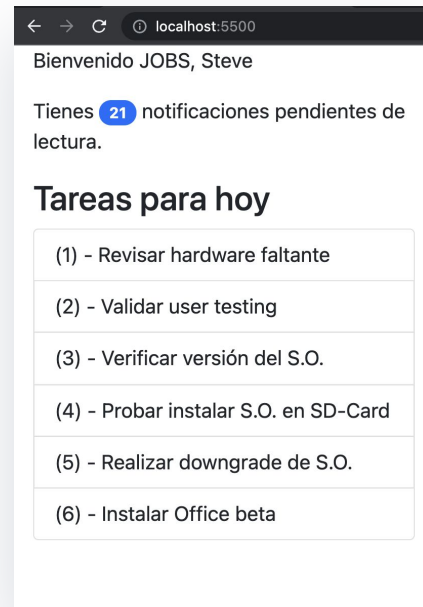 localhost:5500
Bienvenido JOBS, Steve
Tienes 21 notificaciones pendientes de
lectura.
Tareas para hoy
(1) - Revisar hardware faltante
(2) - Validar user testing
(3) - Verificar versión del S.O.
(4) - Probar instalar S.O. en SD-Card
(5) - Realizar downgrade de S.O.
(6) - Instalar Office beta